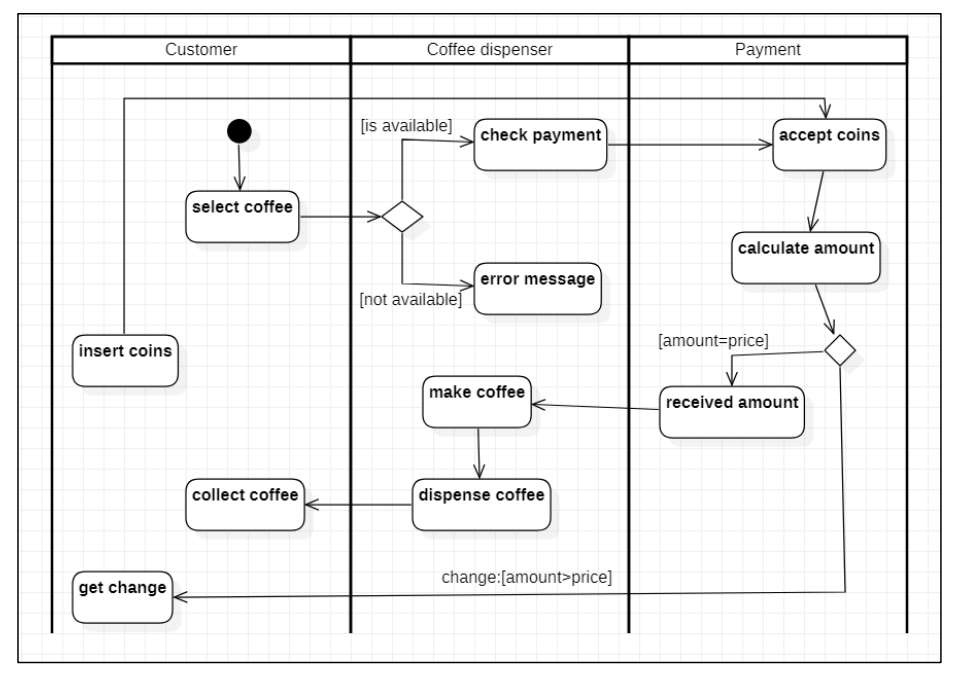 Customer
Coffee dispenser
Payment
[is available]
check payment
accept coins
select coffee
calculate amount
error message
[not available]
insert coins
[amount=price]
make coffee
received amount
collect coffee
dispense coffee
change:[amount>price]
get change